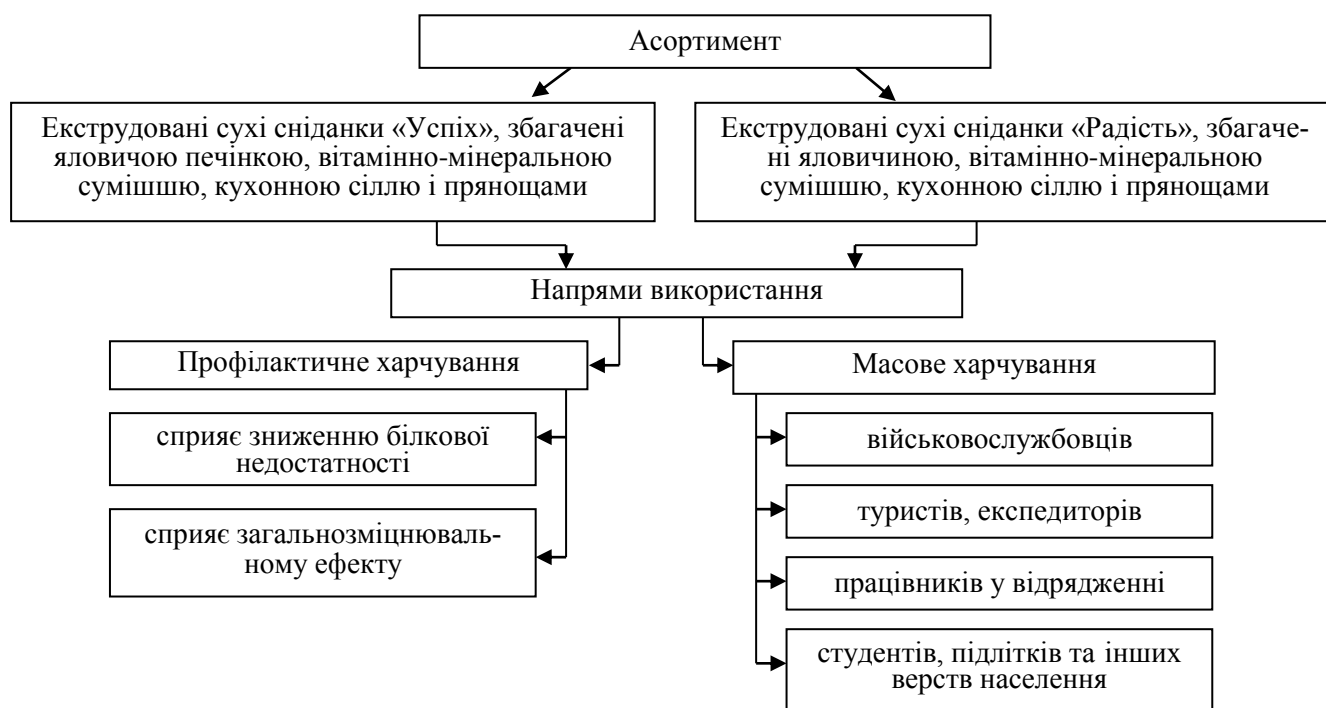 Асортимент
Екструдовані сухі сніданки «Успіх», збагачені
яловичою печінкою, вітамінно-мінеральною
сумішшю, кухонною сіллю і прянощами
Екструдовані сухі сніданки «Радість», збагаче-
ні яловичиною, вітамінно-мінеральною
сумішшю, кухонною сіллю і прянощами
Напрями використання
Профілактичне харчування
сприяє зниженню білкової
недостатності
сприяє загальнозміцнюваль-
ному ефекту
Масове харчування
військовослужбовців
туристів, експедиторів
працівників у відрядженні
студентів, підлітків та інших
верств населення